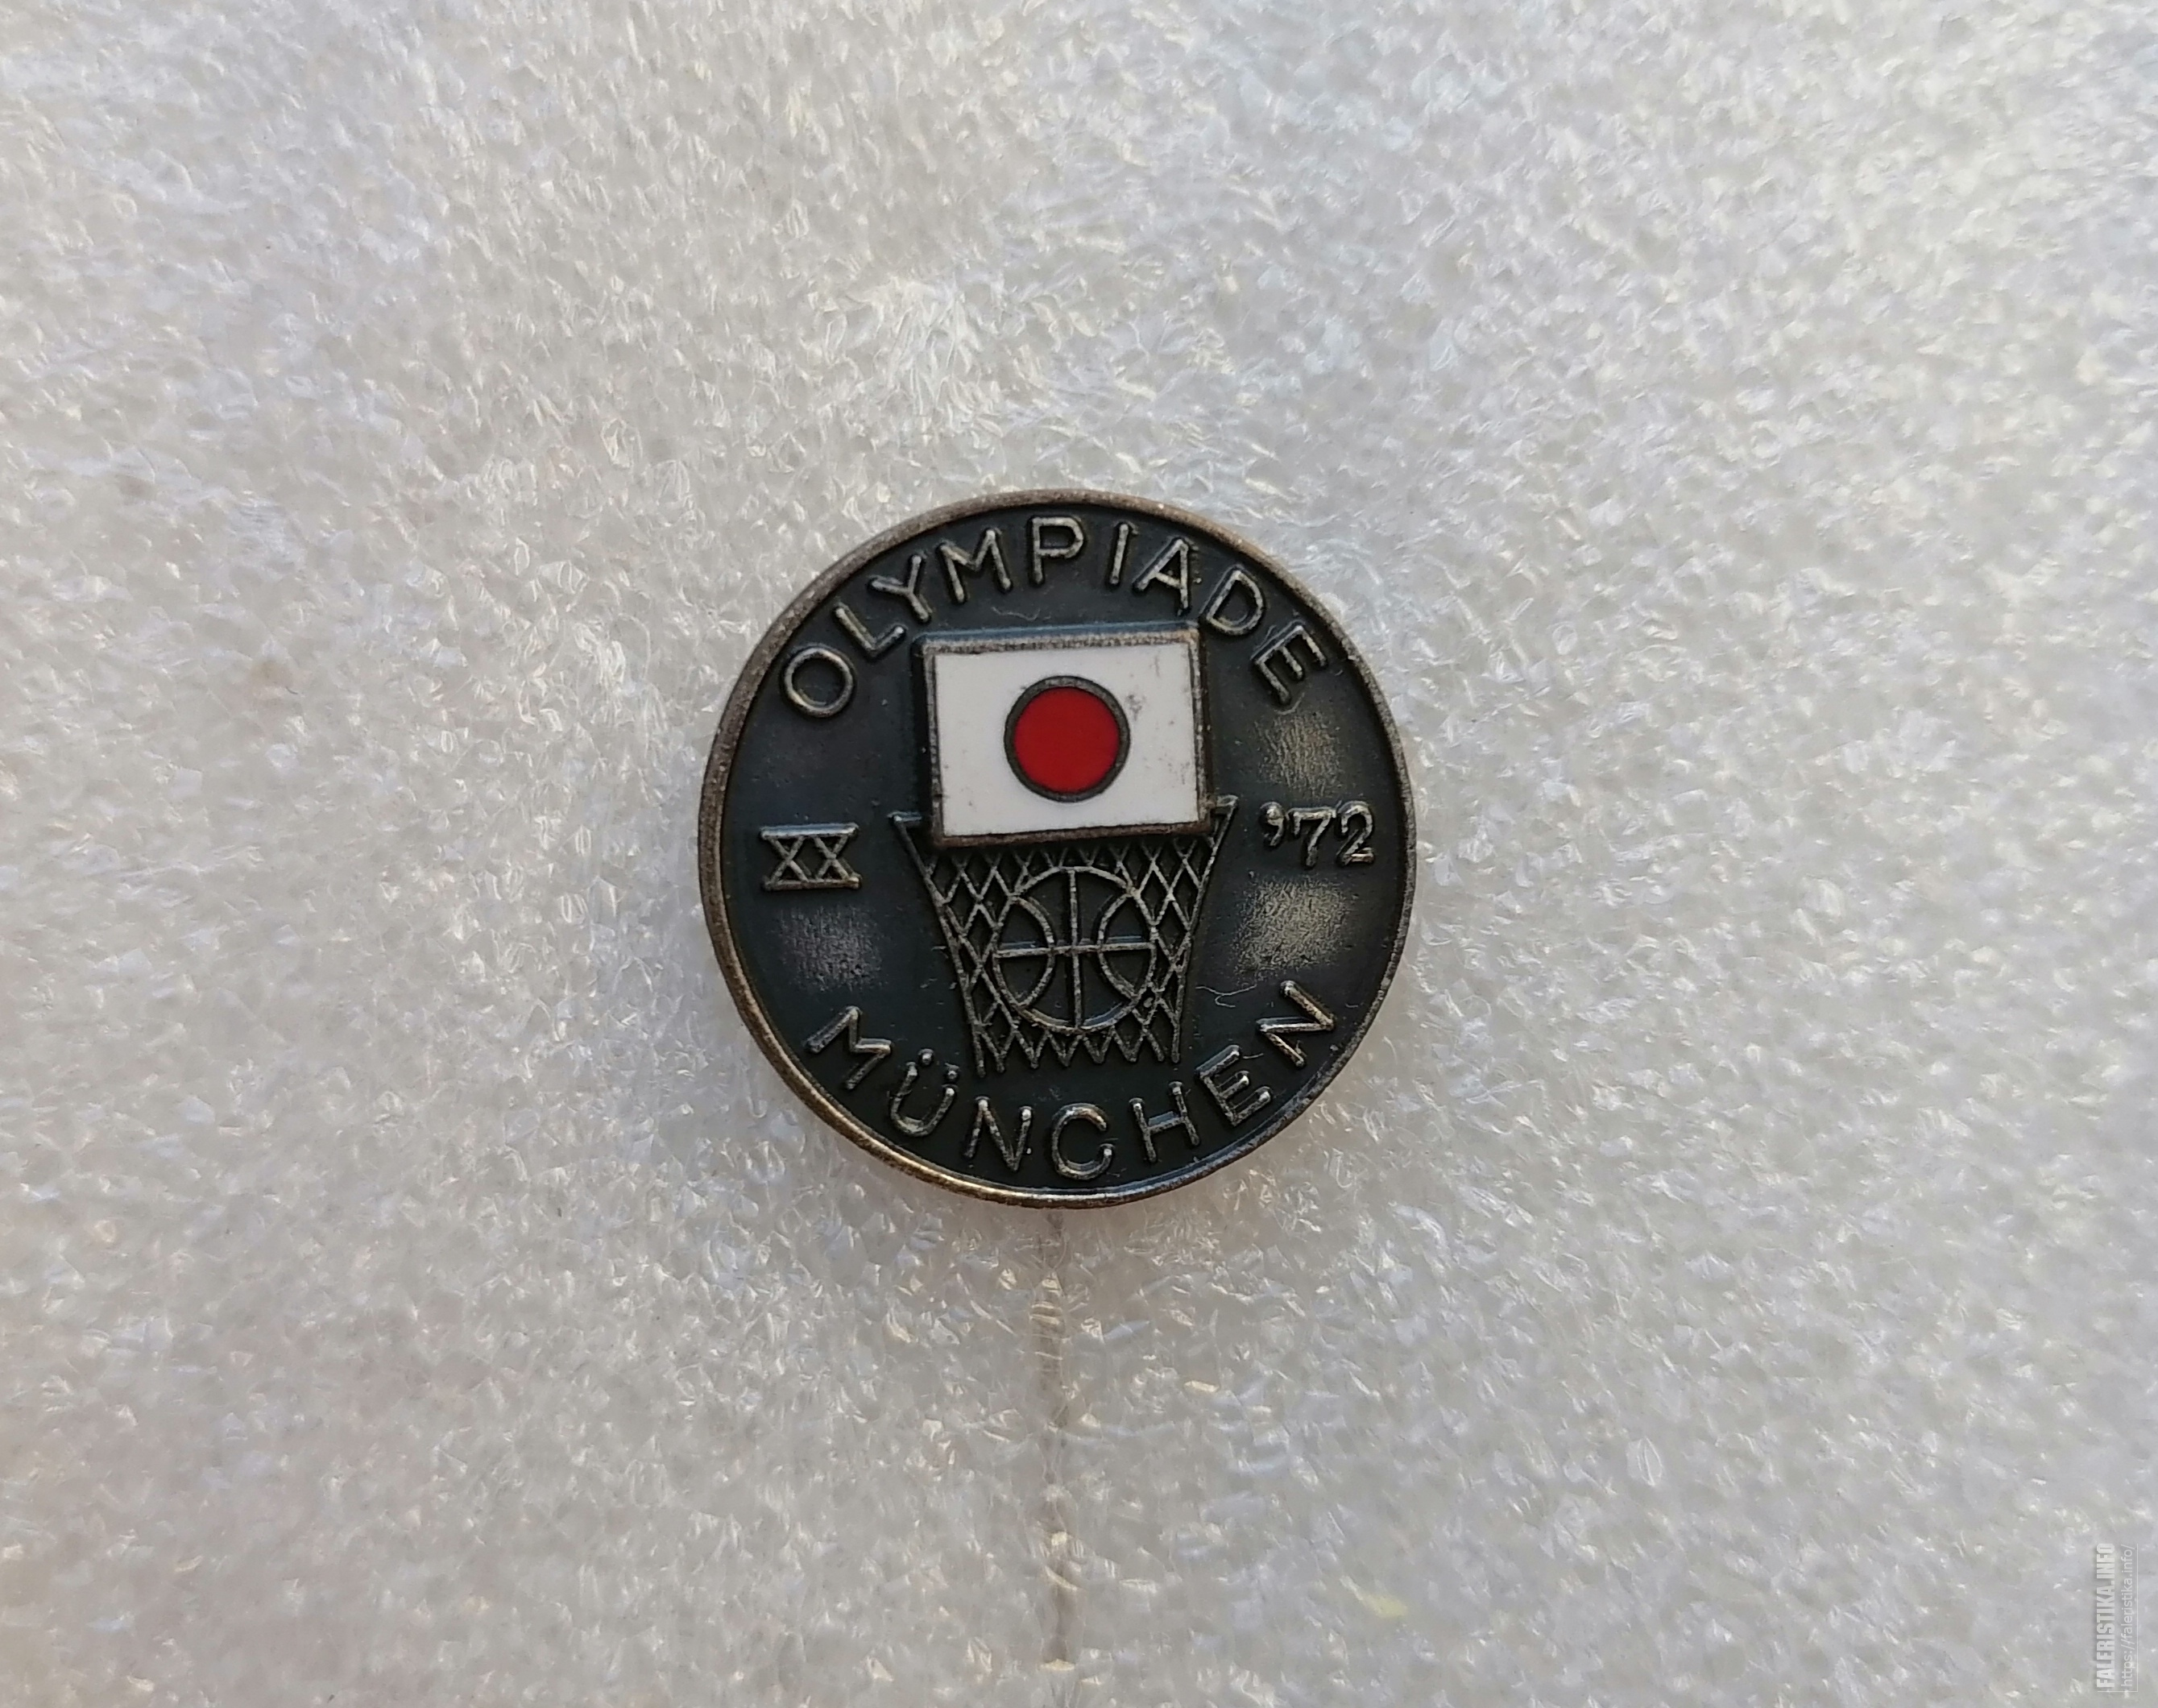 OLYMPIADE
XX '72
MÜNCHEN
FALERISTIKA.INFO
https://faleristika.info/